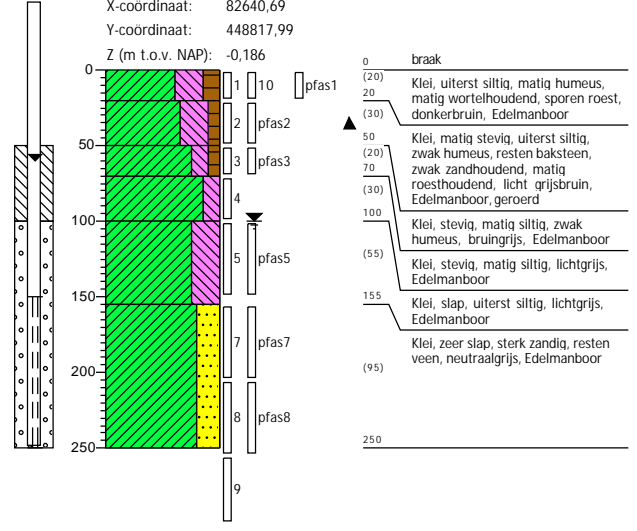 X-coördinaat: 82640,69
Y-coördinaat: 448817,99
Z (m t.o.v. NAP): -0,186
0
50
100
150
200
250
1
10
pfas1
2
pfas2
3
pfas3
4
5
pfas5
7
pfas7
8
pfas8
9
0
braak
(20)
Klei, uiterst siltig, matig humeus,
matig wortelhoudend, sporen roest,
donkerbruin, Edelmanboor
20
(30)
Klei, matig stevig, uiterst siltig,
zwak humeus, resten baksteen,
zwak zandhoudend, matig
roesthoudend, licht grijsbruin,
Edelmanboor, geroerd
50
(20)
Klei, stevig, matig siltig, zwak
humeus, bruingrijs, Edelmanboor
70
(30)
Klei, stevig, matig siltig, lichtgrijs,
Edelmanboor
100
(55)
Klei, slap, uiterst siltig, lichtgrijs,
Edelmanboor
155
(95)
Klei, zeer slap, sterk zandig, resten
veen, neutraalgrijs, Edelmanboor
250